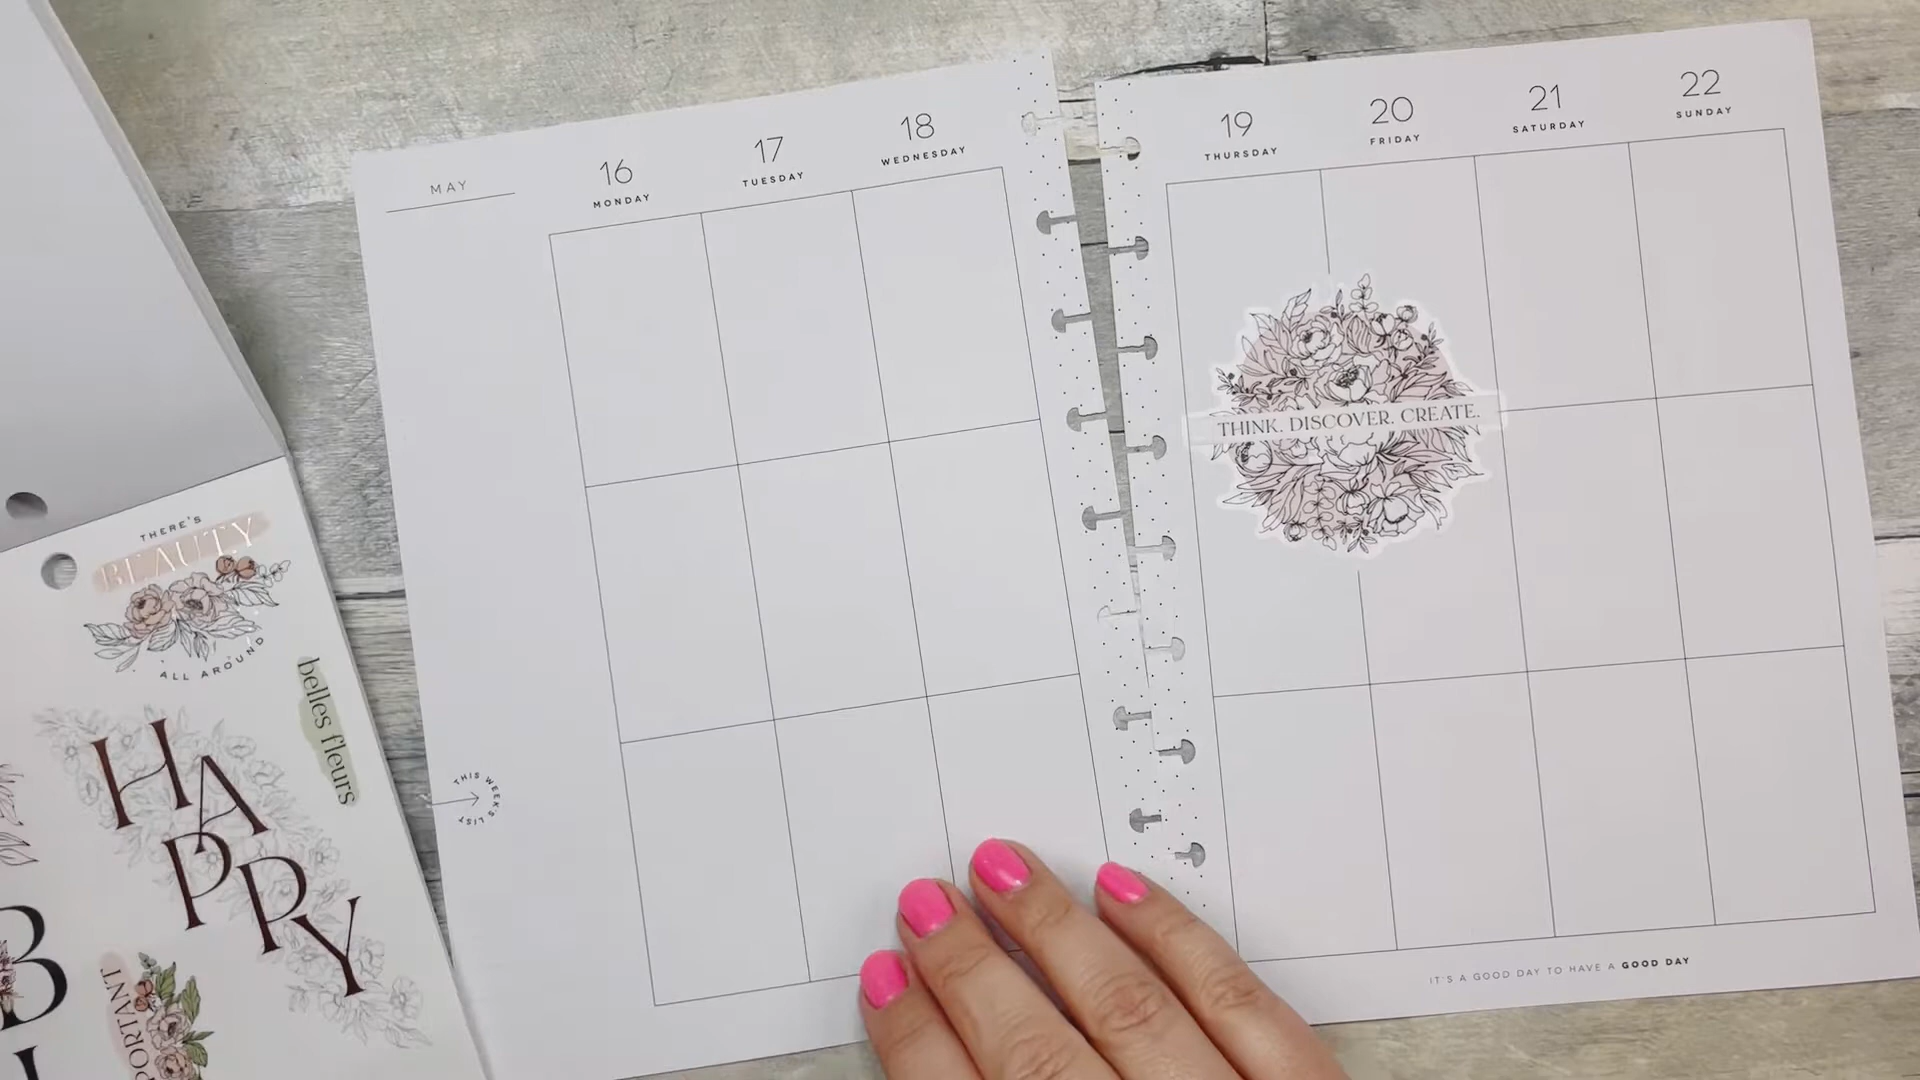 MAY
16
MONDAY
17
TUESDAY
18
WEDNESDAY
19
THURSDAY
20
FRIDAY
21
SATURDAY
22
SUNDAY
THINK. DISCOVER. CREATE.
THIS WEEK'S LIST
IT'S A GOOD DAY TO HAVE A GOOD DAY
THERE'S
BEAUTY
ALL AROUND
belles fleurs
HAPPY
B